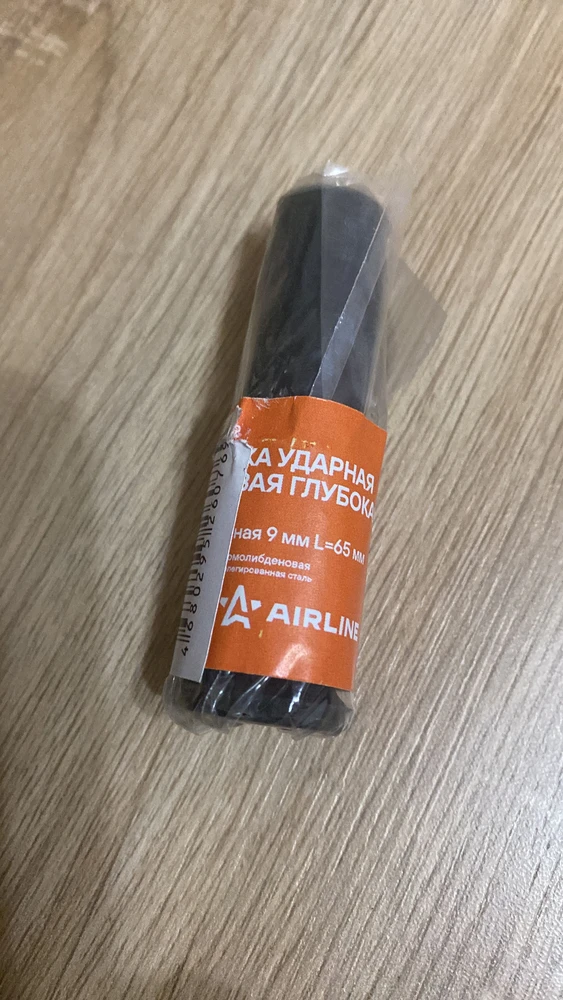 КА УДАРНАЯ
ВАЯ ГЛУБОКА
ная 9 мм L=65 мм
омолибденовая
легированная сталь
AIRLINE